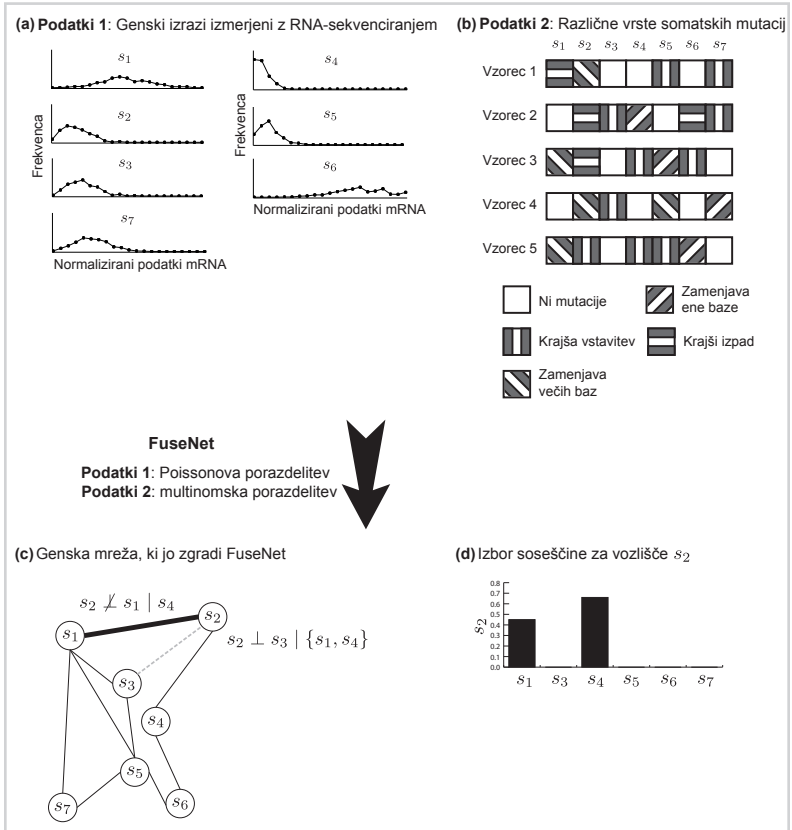 (a) Podatki 1: Genski izrazi izmerjeni z RNA-sekvenciranjem
s1
s2
s3
s7
s4
s5
s6
Frekvenca
Frekvenca
Normalizirani podatki mRNA
Normalizirani podatki mRNA
(b) Podatki 2: Različne vrste somatskih mutacij
s1 s2 s3 s4 s5 s6 s7
Vzorec 1
Vzorec 2
Vzorec 3
Vzorec 4
Vzorec 5
Ni mutacije
Zamenjava
ene baze
Krajša vstavitev
Krajši izpad
Zamenjava
večih baz
FuseNet
Podatki 1: Poissonova porazdelitev
Podatki 2: multinomska porazdelitev
(c) Genska mreža, ki jo zgradi FuseNet
s2 ⊥̸ s1 | s4
s1
s2
s2 ⊥ s3 | {s1, s4}
s3
s4
s5
s7
s6
(d) Izbor soseščine za vozlišče s2
s2
0.8
0.7
0.6
0.5
0.4
0.3
0.2
0.1
0.0
s1 s3 s4 s5 s6 s7